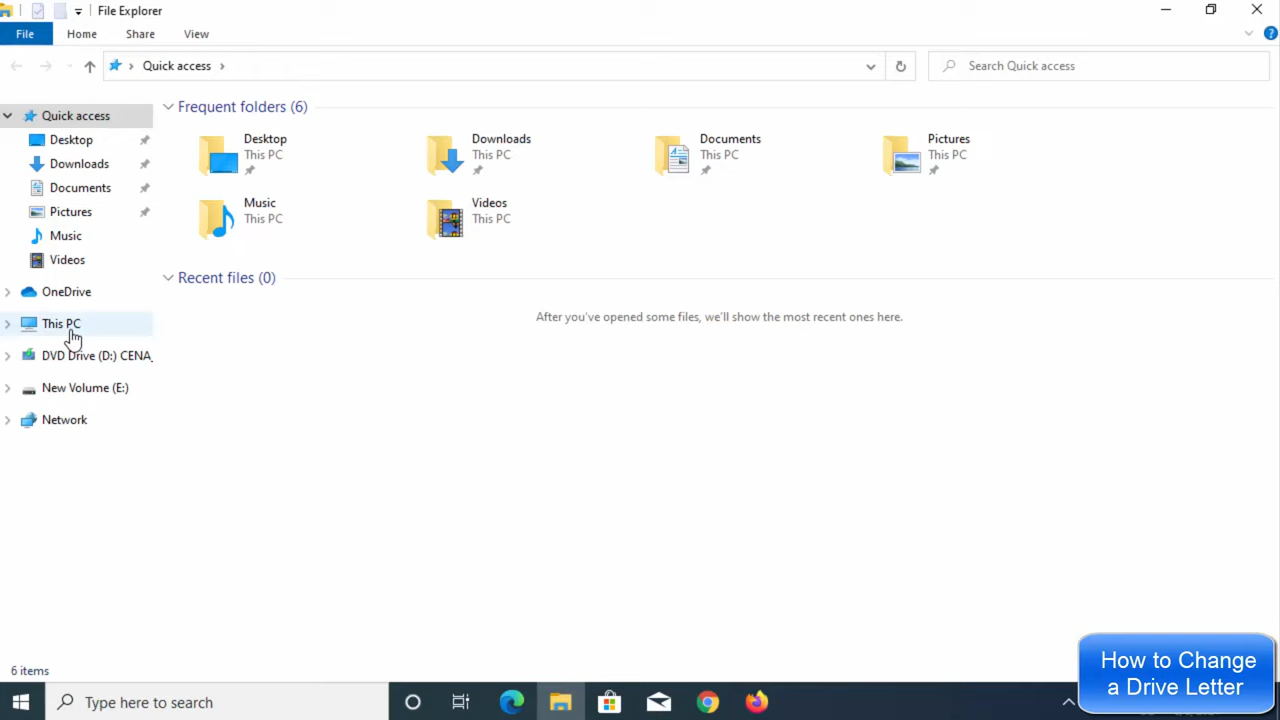 File Explorer
File
Home
Share
View
Quick access
Search Quick access
Quick access
Desktop
Downloads
Documents
Pictures
Music
Videos
OneDrive
This PC
DVD Drive (D:) CENA_
New Volume (E:)
Network
Frequent folders (6)
Desktop
This PC
Downloads
This PC
Documents
This PC
Pictures
This PC
Music
This PC
Videos
This PC
Recent files (0)
After you've opened some files, we'll show the most recent ones here.
6 items
How to Change
a Drive Letter
Type here to search